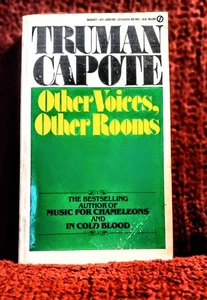 TRUMAN
CAPOTE
Other Voices,
Other Rooms
THE BESTSELLING
AUTHOR OF
MUSIC FOR CHAMELEONS
AND
IN COLD BLOOD